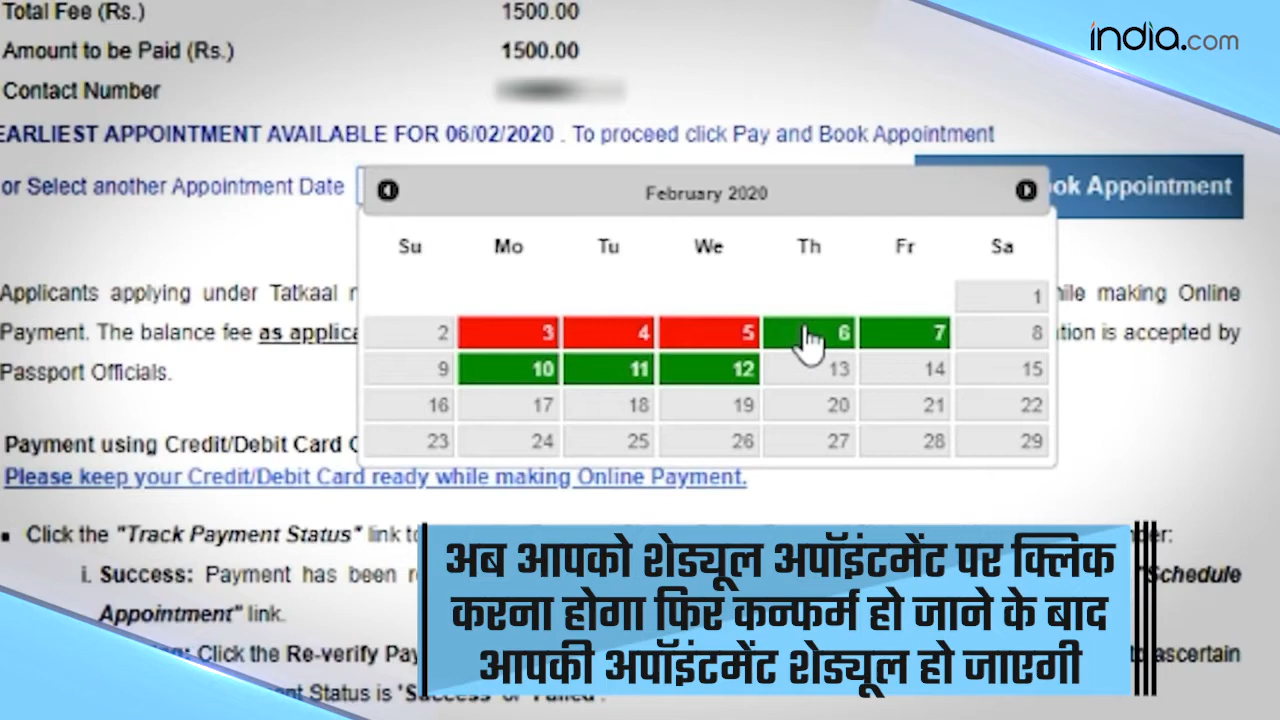 Total Fee (Rs.) 1500.00
Amount to be Paid (Rs.) 1500.00
Contact Number
india.com
EARLIEST APPOINTMENT AVAILABLE FOR 06/02/2020 . To proceed click Pay and Book Appointment
or Select another Appointment Date
ok Appointment
February 2020
Su Mo Tu We Th Fr Sa
1
2 3 4 5 6 7 8
9 10 11 12 13 14 15
16 17 18 19 20 21 22
23 24 25 26 27 28 29
Applicants applying under Tatkaal hile making Online
Payment. The balance fee as applica tion is accepted by
Passport Officials.
Payment using Credit/Debit Card
Please keep your Credit/Debit Card ready while making Online Payment.
▪ Click the "Track Payment Status" link to er:
i. Success: Payment has been r "Schedule
Appointment" link.
Click the Re-verify Pay ascertain
nt Status is "Success" or "Failed".
अब आपको शेड्यूल अपॉइंटमेंट पर क्लिक
करना होगा फिर कन्फर्म हो जाने के बाद
आपकी अपॉइंटमेंट शेड्यूल हो जाएगी